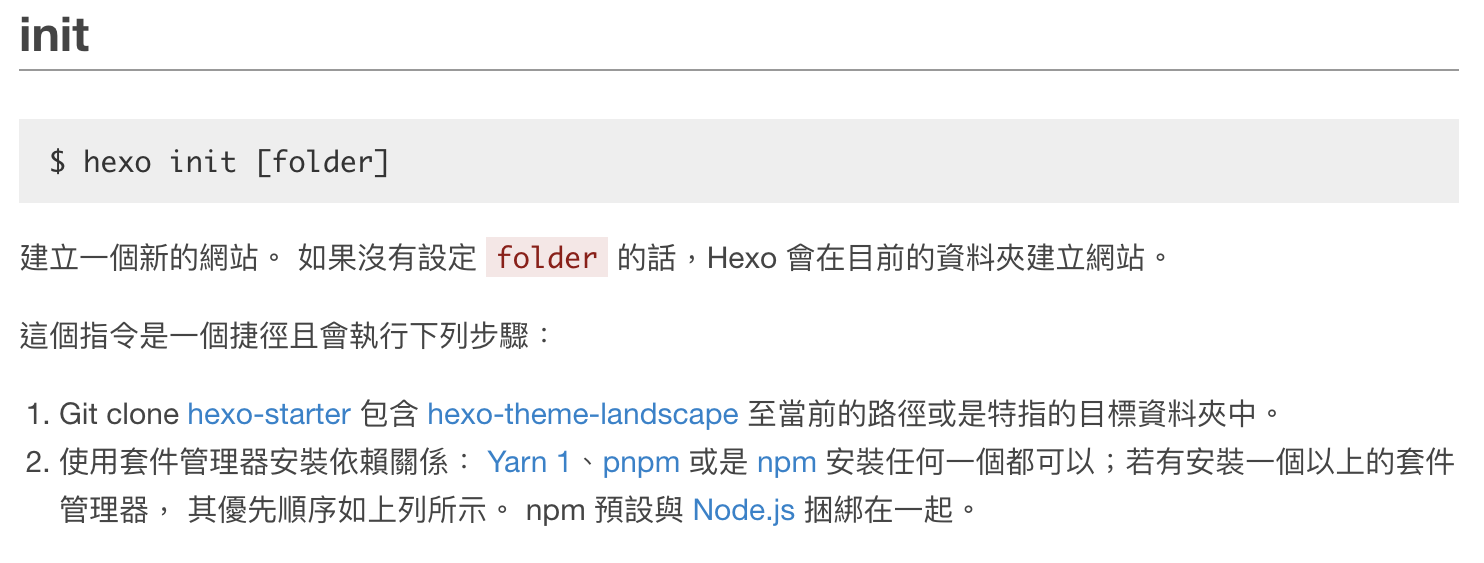 init
$ hexo init [folder]
建立一個新的網站。 如果沒有設定 folder 的話，Hexo 會在目前的資料夾建立網站。
這個指令是一個捷徑且會執行下列步驟：
1. Git clone hexo-starter 包含 hexo-theme-landscape 至當前的路徑或是特指的目標資料夾中。
2. 使用套件管理器安裝依賴關係： Yarn 1、pnpm 或是 npm 安裝任何一個都可以；若有安裝一個以上的套件
管理器， 其優先順序如上列所示。 npm 預設與 Node.js 捆綁在一起。